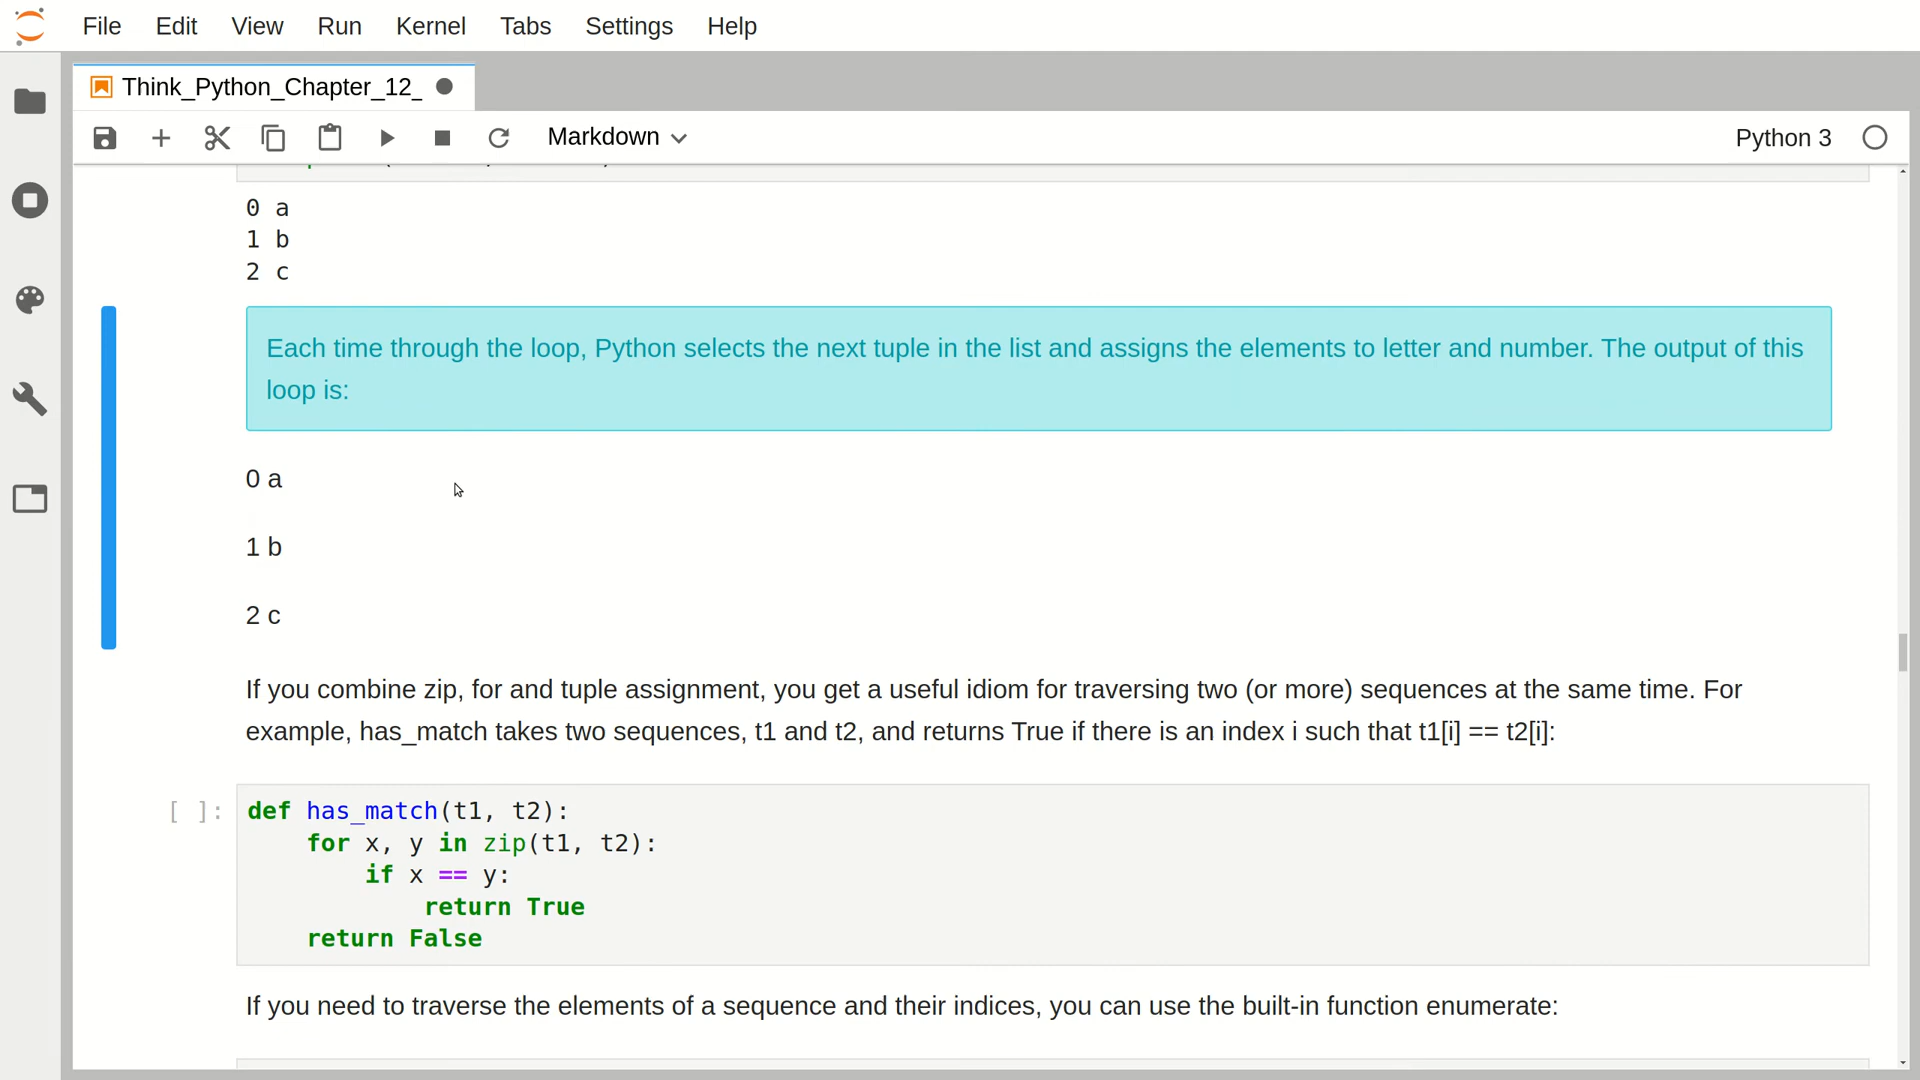 File Edit View Run Kernel Tabs Settings Help
Think_Python_Chapter_12_
Markdown
Python 3
0 a
1 b
2 c
Each time through the loop, Python selects the next tuple in the list and assigns the elements to letter and number. The output of this
loop is:
0 a
1 b
2 c
If you combine zip, for and tuple assignment, you get a useful idiom for traversing two (or more) sequences at the same time. For
example, has_match takes two sequences, t1 and t2, and returns True if there is an index i such that t1[i] == t2[i]:
[ ]:
def has_match(t1, t2):
    for x, y in zip(t1, t2):
        if x == y:
            return True
    return False
If you need to traverse the elements of a sequence and their indices, you can use the built-in function enumerate: